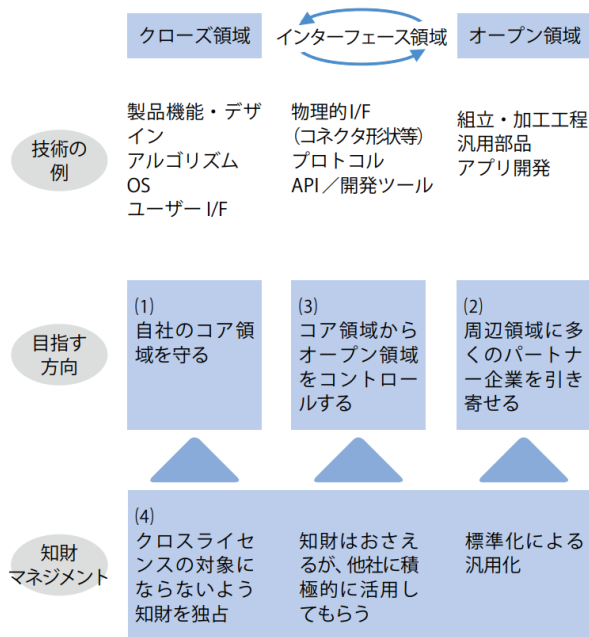 クローズ領域
インターフェース領域
オープン領域
技術の
例
製品機能・デザ
イン
アルゴリズム
OS
ユーザー I/F
物理的 I/F
（コネクタ形状等）
プロトコル
API／開発ツール
組立・加工工程
汎用部品
アプリ開発
目指す
方向
(1)
自社のコア領
域を守る
(3)
コア領域から
オープン領域
をコントロー
ルする
(2)
周辺領域に多
くのパートナ
ー企業を引き
寄せる
知財
マネジメント
(4)
クロスライセ
ンスの対象に
ならないよう
知財を独占
知財はおさえ
るが、他社に積
極的に活用して
もらう
標準化による
汎用化